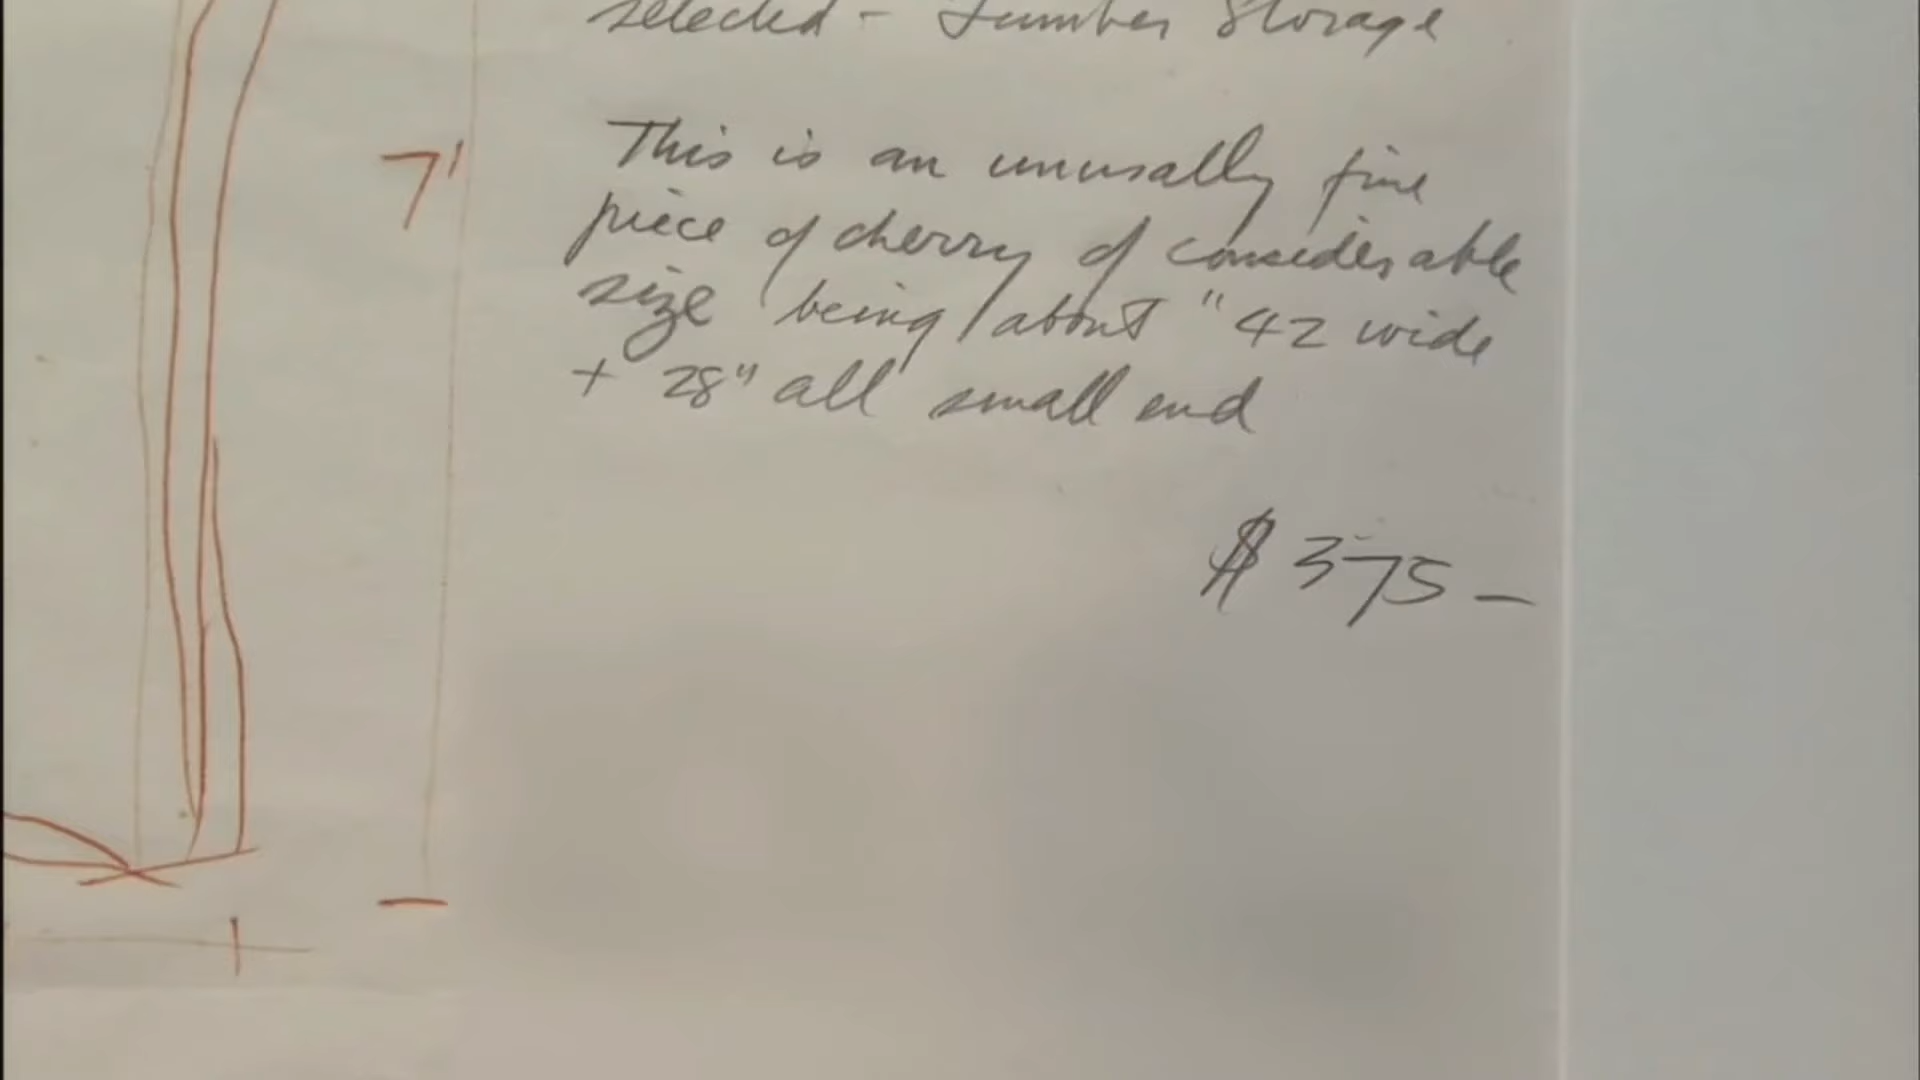 selected - Lumber Storage
7'
This is an unusally fine
piece of cherry of considerable
size being about "42 wide
+ 28" all small end
$375 —